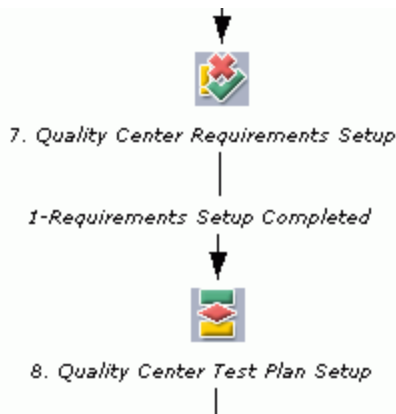 7. Quality Center Requirements Setup
1-Requirements Setup Completed
8. Quality Center Test Plan Setup